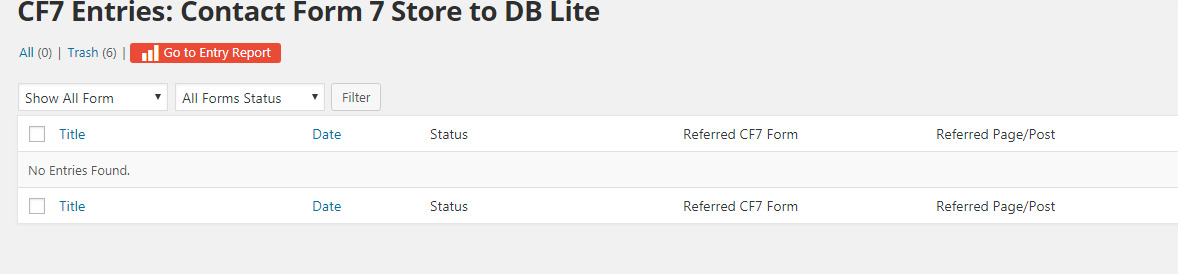 CF7 Entries: Contact Form 7 Store to DB Lite
All (0) | Trash (6) | Go to Entry Report
Show All Form All Forms Status Filter
Title Date Status Referred CF7 Form Referred Page/Post
No Entries Found.
Title Date Status Referred CF7 Form Referred Page/Post